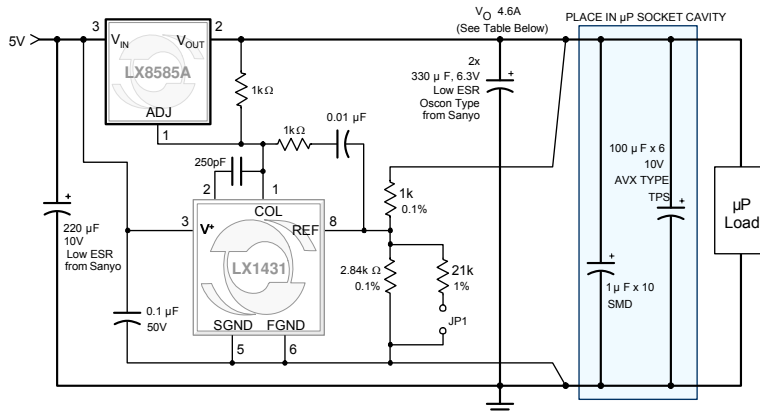 V_O 4.6A
(See Table Below)
PLACE IN µP SOCKET CAVITY
5V
3
V_IN
V_OUT
2
LX8585A
ADJ
1
1kΩ
1kΩ
0.01 µF
250pF
2
1
COL
3
V+
REF
8
LX1431
SGND
FGND
5
6
220 µF
10V
Low ESR
from Sanyo
0.1 µF
50V
2x
330 µF, 6.3V
Low ESR
Oscon Type
from Sanyo
1k
0.1%
2.84k Ω
0.1%
21k
1%
JP1
100 µF x 6
10V
AVX TYPE
TPS
1µF x 10
SMD
µP
Load